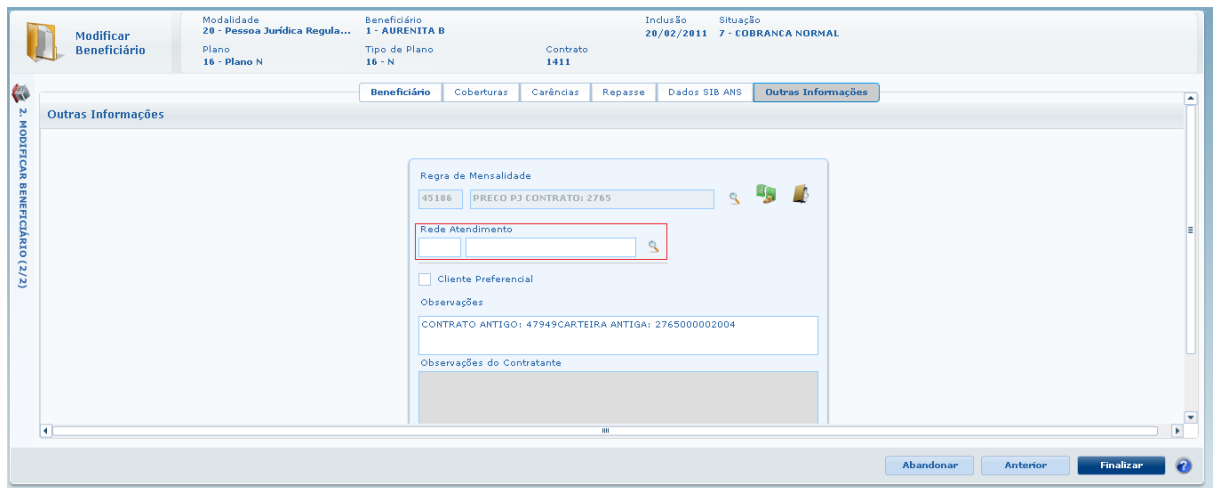 Modificar
Beneficiário
Modalidade
20 - Pessoa Jurídica Regula...
Beneficiário
1 - AURENITA B
Inclusão
20/02/2011
Situação
7 - COBRANCA NORMAL
Plano
16 - Plano N
Tipo de Plano
16 - N
Contrato
1411
2. MODIFICAR BENEFICIÁRIO (2/2)
Beneficiário
Coberturas
Carências
Repasse
Dados SIB ANS
Outras Informações
Outras Informações
Regra de Mensalidade
45186
PRECO PJ CONTRATO: 2765
Rede Atendimento
Cliente Preferencial
Observações
CONTRATO ANTIGO: 47949CARTEIRA ANTIGA: 2765000002004
Observações do Contratante
Abandonar
Anterior
Finalizar
?